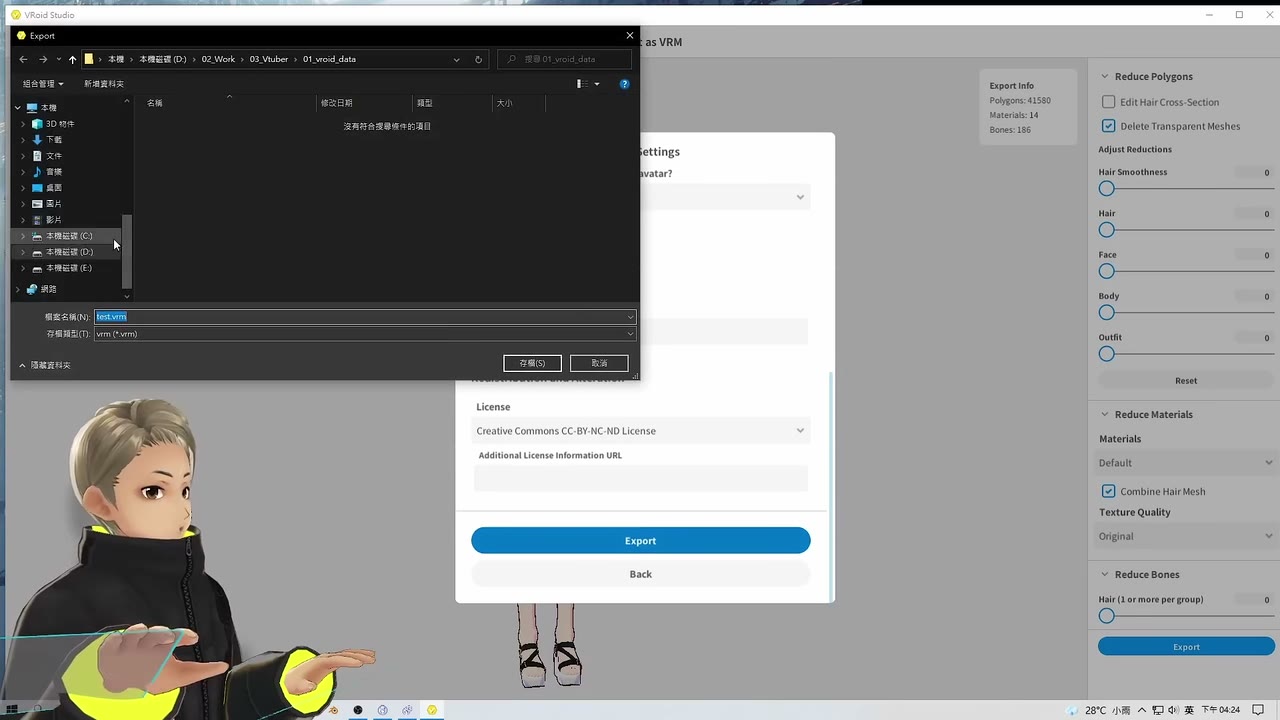 VRoid Studio
Export
本機 › 本機磁碟 (D:) › 02_Work › 03_Vtuber › 01_vroid_data
搜尋 01_vroid_data
組合管理
新增資料夾
名稱
修改日期
類型
大小
沒有符合搜尋條件的項目
本機
3D 物件
下載
文件
音樂
桌面
圖片
影片
本機磁碟 (C:)
本機磁碟 (D:)
本機磁碟 (E:)
網路
檔案名稱(N):
test.vrm
存檔類型(T):
vrm (*.vrm)
隱藏資料夾
存檔(S)
取消
as VRM
Export Info
Polygons: 41580
Materials: 14
Bones: 186
Settings
avatar?
License
Creative Commons CC-BY-NC-ND License
Additional License Information URL
Export
Back
Reduce Polygons
Edit Hair Cross-Section
Delete Transparent Meshes
Adjust Reductions
Hair Smoothness
0
Hair
0
Face
0
Body
0
Outfit
0
Reset
Reduce Materials
Materials
Default
Combine Hair Mesh
Texture Quality
Original
Reduce Bones
Hair (1 or more per group)
0
Export
28°C 小雨
英
下午 04:24